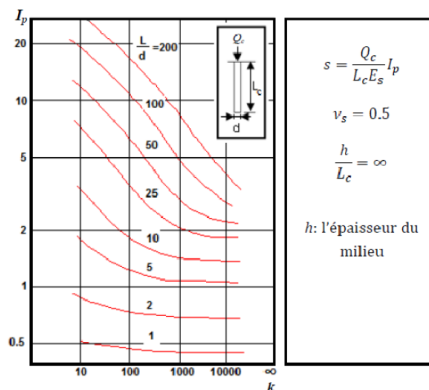 I_p
20
10
5
2
1
0.5
L/d = 200
100
50
25
10
5
2
1
Q_c
L_c
d
10
100
1000
10000
∞
k
s = Q_c/(L_c E_s) I_p
ν_s = 0.5
h/L_c = ∞
h: l'épaisseur du
milieu